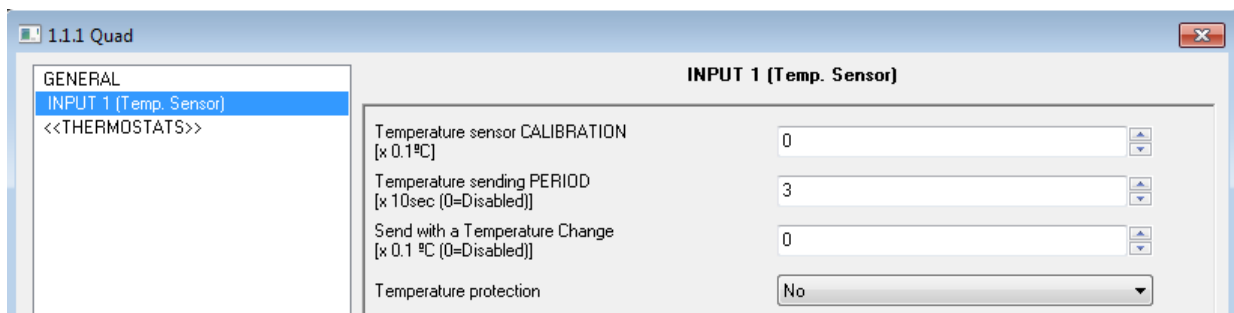 1.1.1 Quad
GENERAL
INPUT 1 (Temp. Sensor)
<<THERMOSTATS>>
INPUT 1 (Temp. Sensor)
Temperature sensor CALIBRATION
[x 0.1ºC]
0
Temperature sending PERIOD
[x 10sec (0=Disabled)]
3
Send with a Temperature Change
[x 0.1 ºC (0=Disabled)]
0
Temperature protection
No